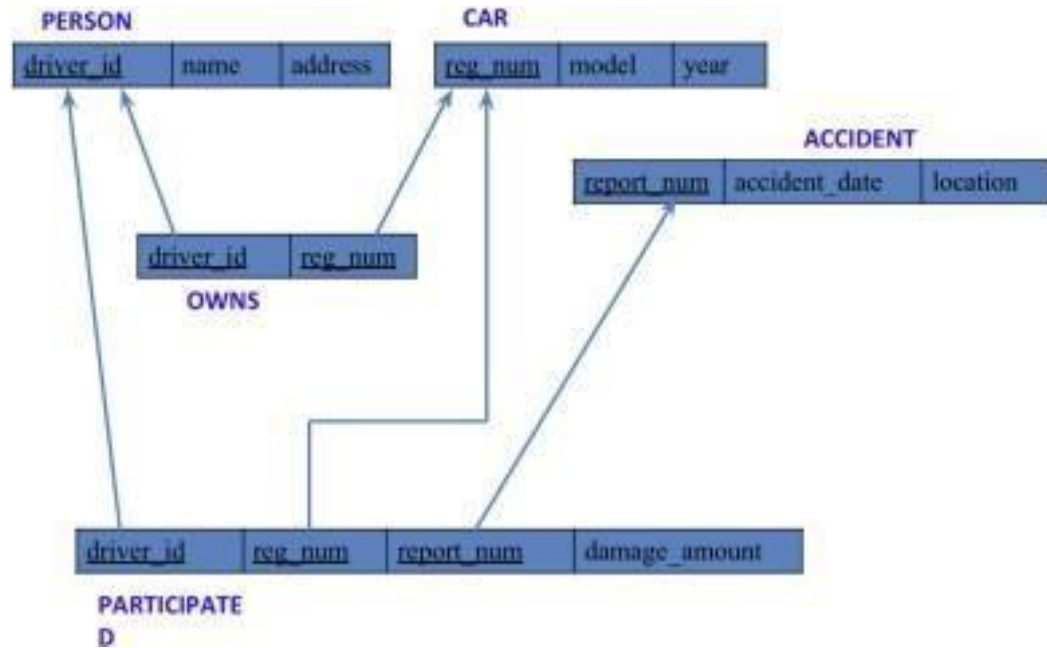 PERSON
CAR
driver_id name address
reg_num model year
ACCIDENT
report_num accident_date location
driver_id reg_num
OWNS
driver_id reg_num report_num damage_amount
PARTICIPATE
D